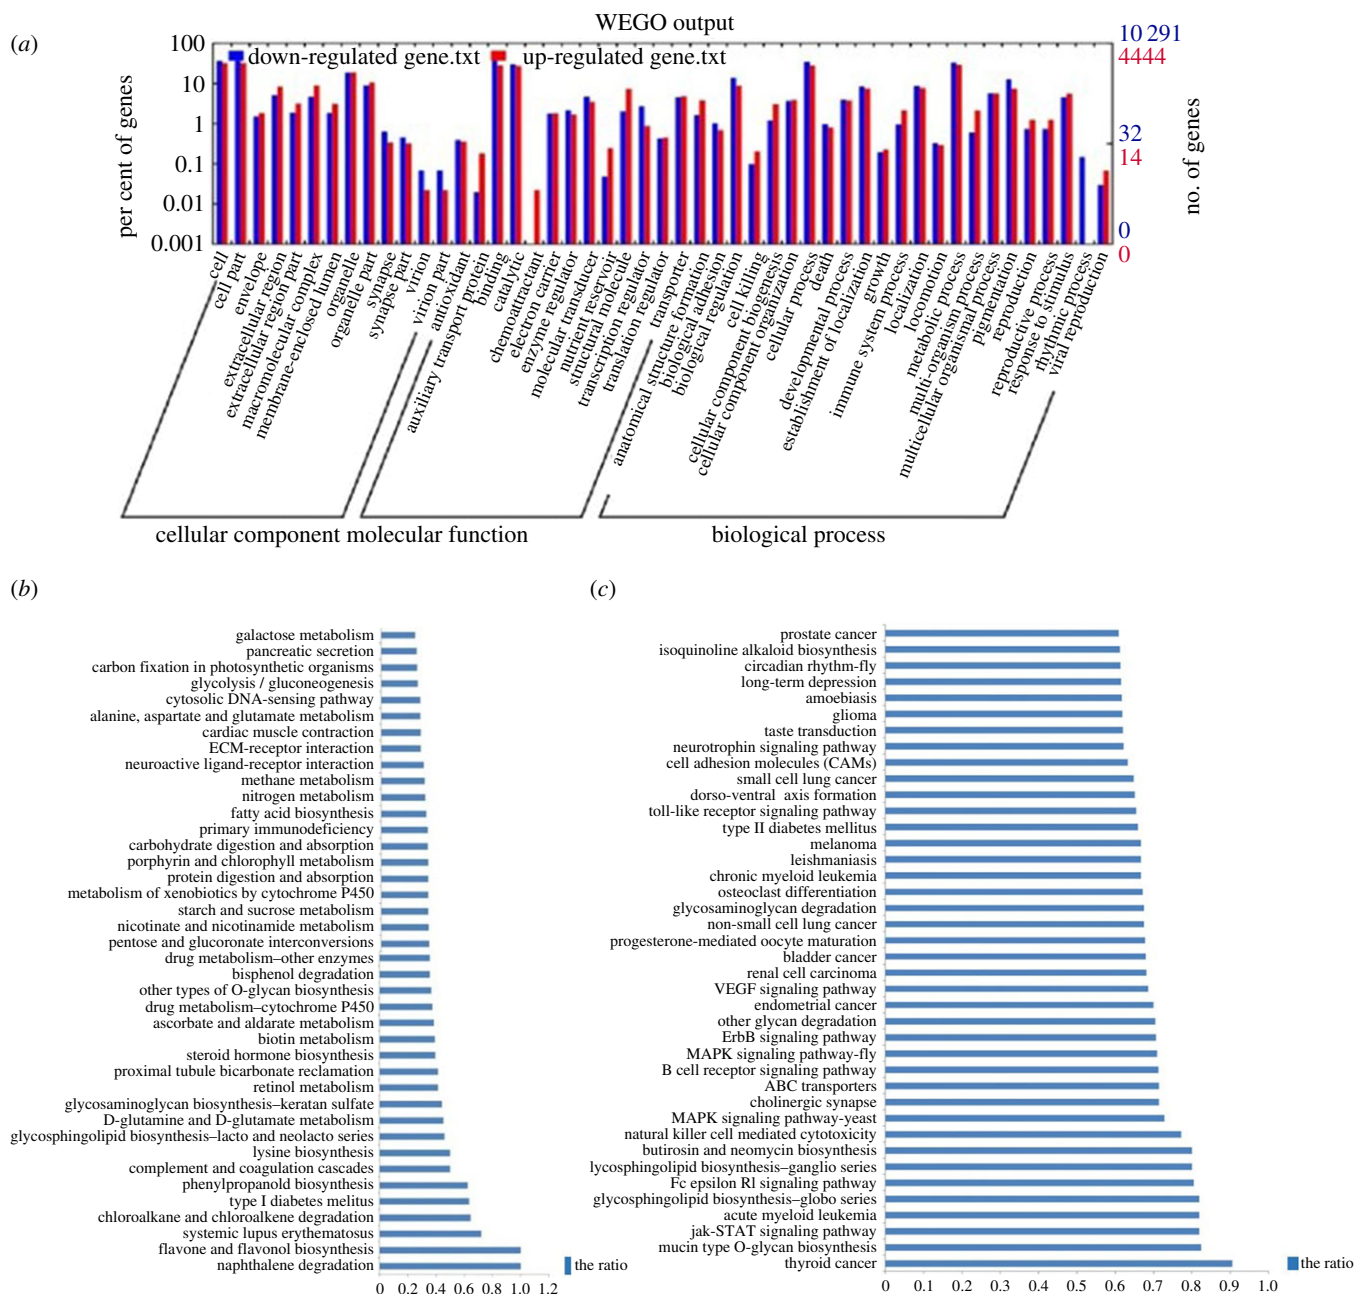 WEGO output
(a)
down-regulated gene.txt
up-regulated gene.txt
per cent of genes
100
10
1
0.1
0.01
0.001
10 291
4444
32
14
0
0
no. of genes
cell
cell part
envelope
extracellular region
extracellular region part
macromolecular complex
membrane-enclosed lumen
organelle
organelle part
synapse
synapse part
virion
virion part
antioxidant
auxiliary transport protein
binding
catalytic
chemoattractant
electron carrier
enzyme regulator
molecular transducer
nutrient reservoir
structural molecule
transcription regulator
translation regulator
transporter
anatomical structure formation
biological adhesion
biological regulation
cell killing
cellular component biogenesis
cellular component organization
cellular process
death
developmental process
establishment of localization
growth
immune system process
localization
locomotion
metabolic process
multi-organism process
multicellular organismal process
pigmentation
reproduction
reproductive process
response to stimulus
rhythmic process
viral reproduction
cellular component
molecular function
biological process
(b)
galactose metabolism
pancreatic secretion
carbon fixation in photosynthetic organisms
glycolysis / gluconeogenesis
cytosolic DNA-sensing pathway
alanine, aspartate and glutamate metabolism
cardiac muscle contraction
ECM-receptor interaction
neuroactive ligand-receptor interaction
methane metabolism
nitrogen metabolism
fatty acid biosynthesis
primary immunodeficiency
carbohydrate digestion and absorption
porphyrin and chlorophyll metabolism
protein digestion and absorption
metabolism of xenobiotics by cytochrome P450
starch and sucrose metabolism
nicotinate and nicotinamide metabolism
pentose and glucoronate interconversions
drug metabolism–other enzymes
bisphenol degradation
other types of O-glycan biosynthesis
drug metabolism–cytochrome P450
ascorbate and aldarate metabolism
biotin metabolism
steroid hormone biosynthesis
proximal tubule bicarbonate reclamation
retinol metabolism
glycosaminoglycan biosynthesis–keratan sulfate
D-glutamine and D-glutamate metabolism
glycosphingolipid biosynthesis–lacto and neolacto series
lysine biosynthesis
complement and coagulation cascades
phenylpropanoid biosynthesis
type I diabetes melitus
chloroalkane and chloroalkene degradation
systemic lupus erythematosus
flavone and flavonol biosynthesis
naphthalene degradation
0 0.2 0.4 0.6 0.8 1.0 1.2
the ratio
(c)
prostate cancer
isoquinoline alkaloid biosynthesis
circadian rhythm-fly
long-term depression
amoebiasis
glioma
taste transduction
neurotrophin signaling pathway
cell adhesion molecules (CAMs)
small cell lung cancer
dorso-ventral axis formation
toll-like receptor signaling pathway
type II diabetes mellitus
melanoma
leishmaniasis
chronic myeloid leukemia
osteoclast differentiation
glycosaminoglycan degradation
non-small cell lung cancer
progesterone-mediated oocyte maturation
bladder cancer
renal cell carcinoma
VEGF signaling pathway
endometrial cancer
other glycan degradation
ErbB signaling pathway
MAPK signaling pathway-fly
B cell receptor signaling pathway
ABC transporters
cholinergic synapse
MAPK signaling pathway-yeast
natural killer cell mediated cytotoxicity
butirosin and neomycin biosynthesis
lycosphingolipid biosynthesis–ganglio series
Fc epsilon Rl signaling pathway
glycosphingolipid biosynthesis–globo series
acute myeloid leukemia
jak-STAT signaling pathway
mucin type O-glycan biosynthesis
thyroid cancer
0 0.1 0.2 0.3 0.4 0.5 0.6 0.7 0.8 0.9 1.0
the ratio